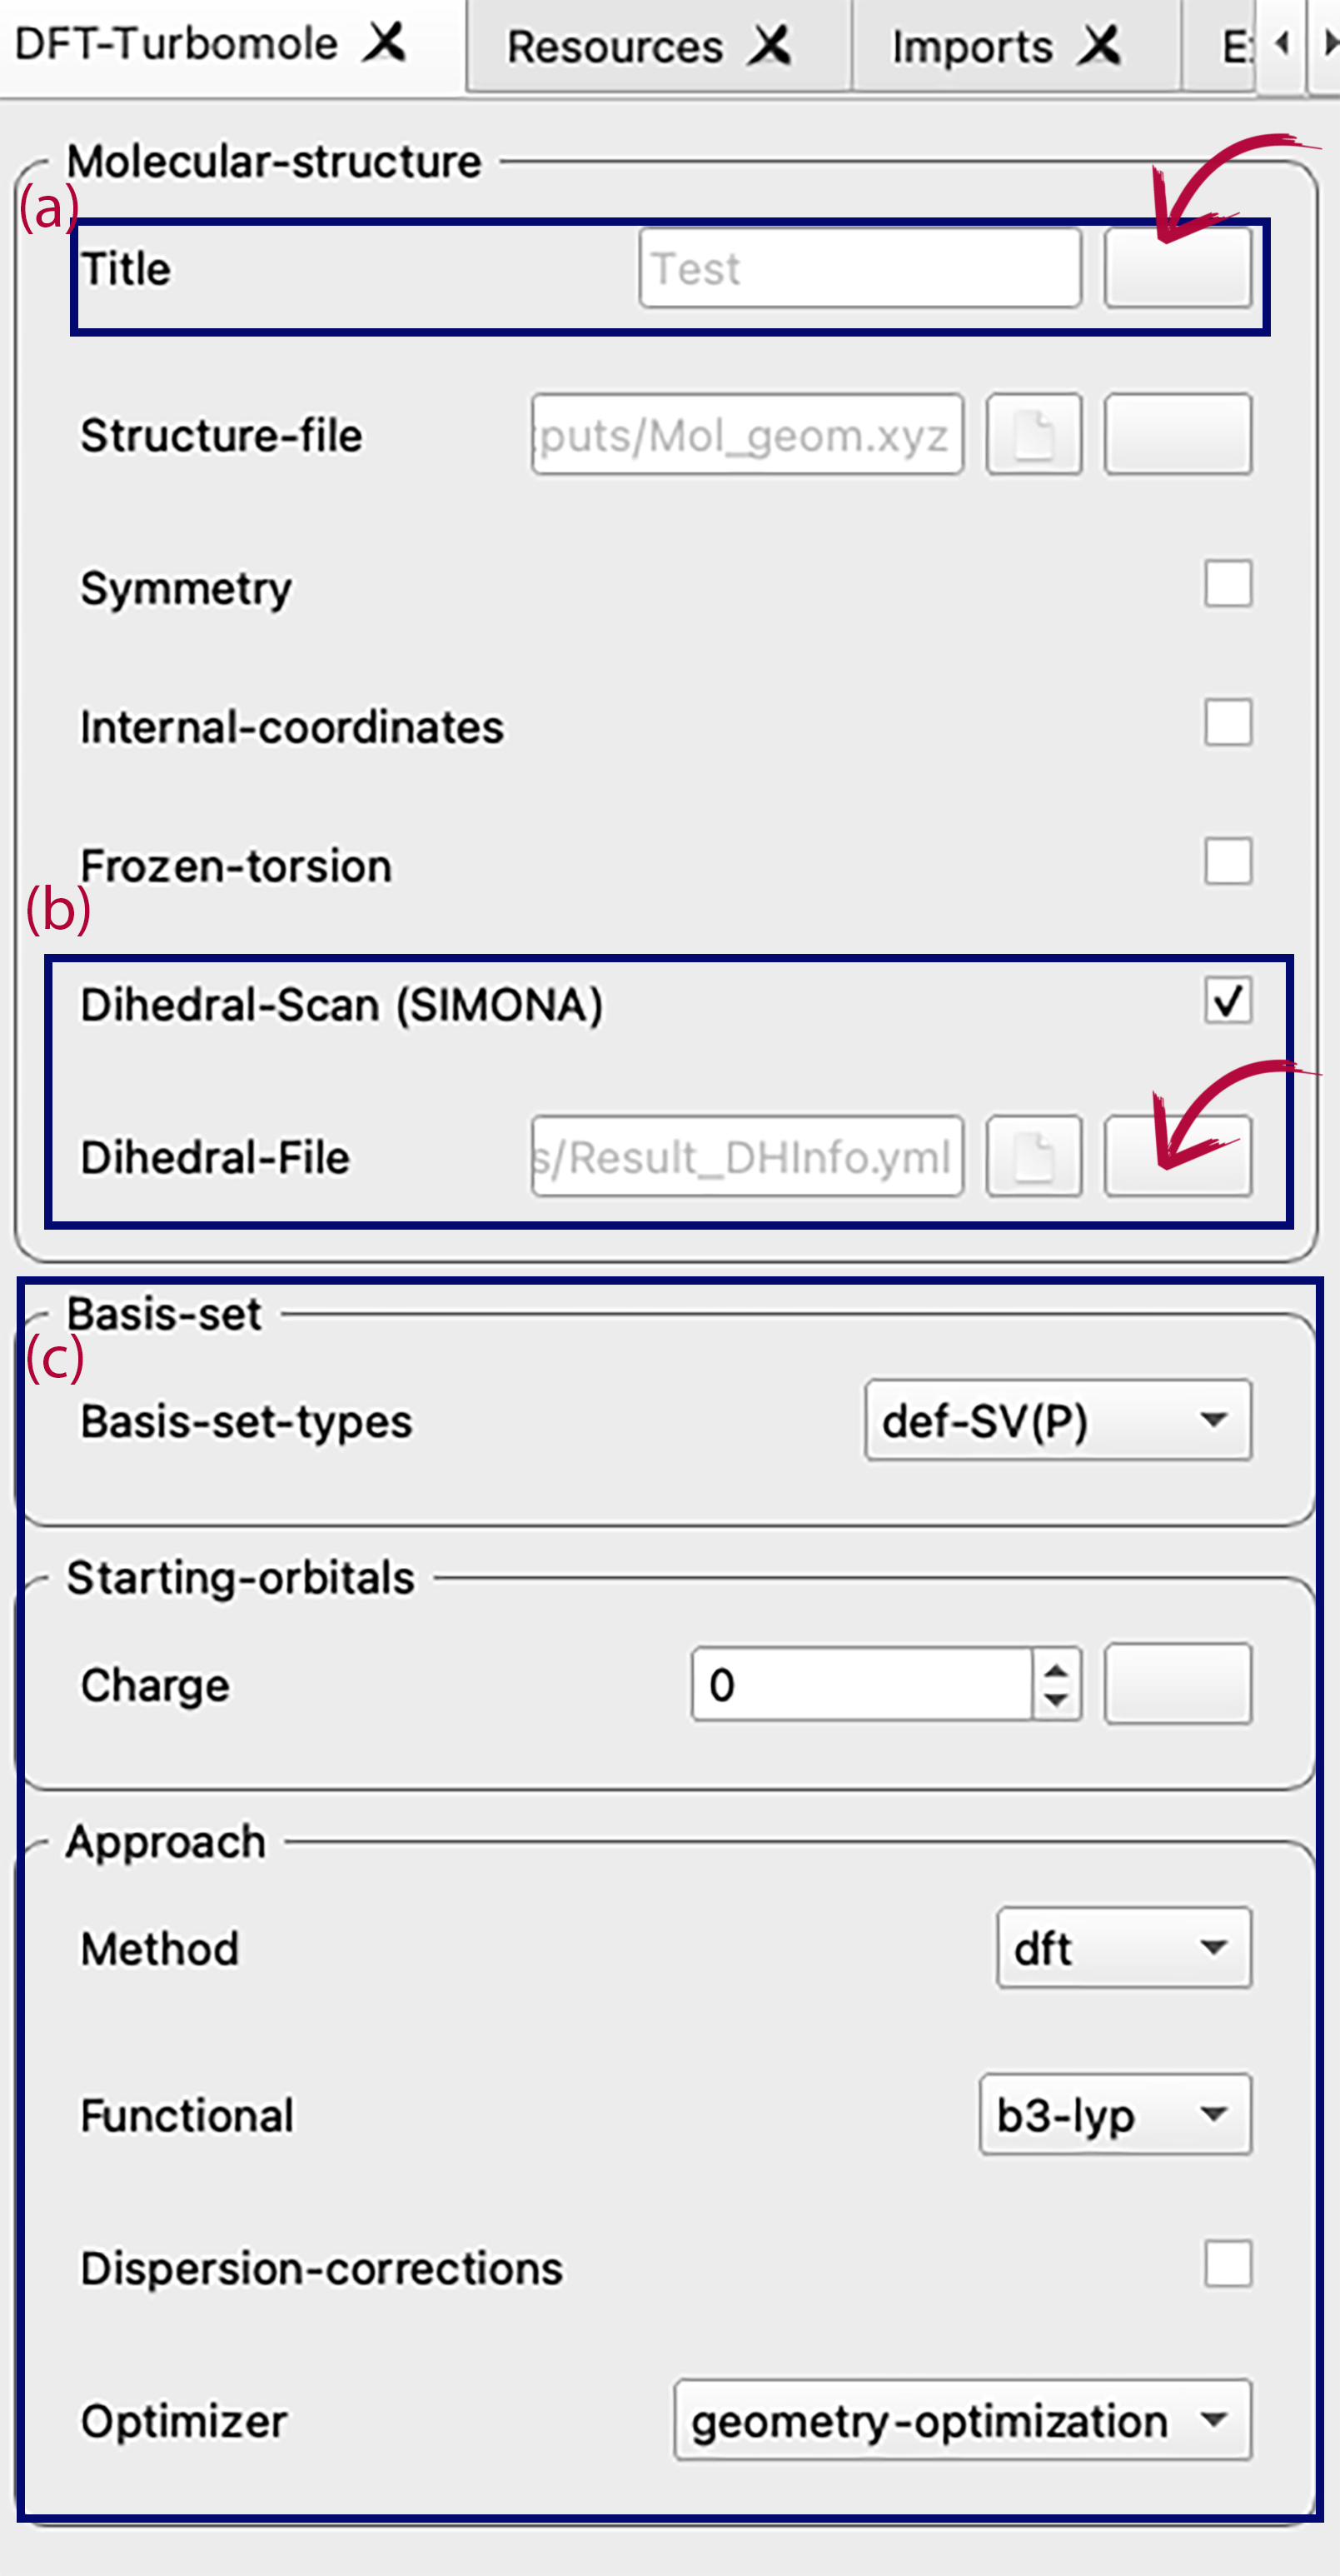 DFT-Turbomole Resources Imports E
Molecular-structure
(a)
Title Test
Structure-file puts/Mol_geom.xyz
Symmetry
Internal-coordinates
Frozen-torsion
(b)
Dihedral-Scan (SIMONA)
Dihedral-File s/Result_DHInfo.yml
Basis-set
(c)
Basis-set-types def-SV(P)
Starting-orbitals
Charge 0
Approach
Method dft
Functional b3-lyp
Dispersion-corrections
Optimizer geometry-optimization